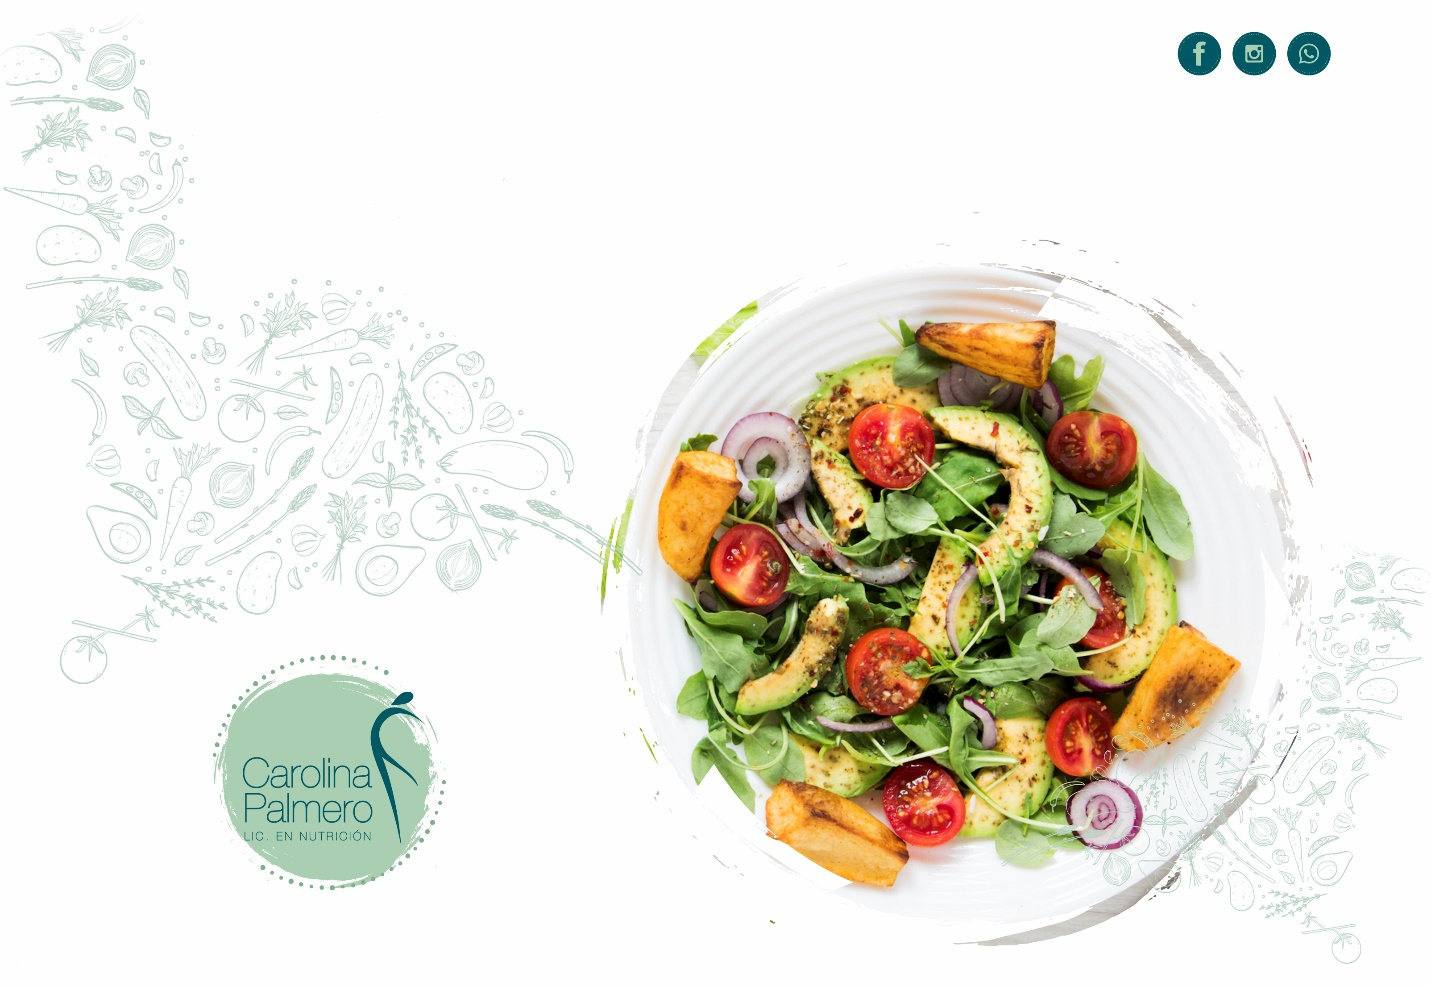 Carolina
Palmero
LIC. EN NUTRICIÓN